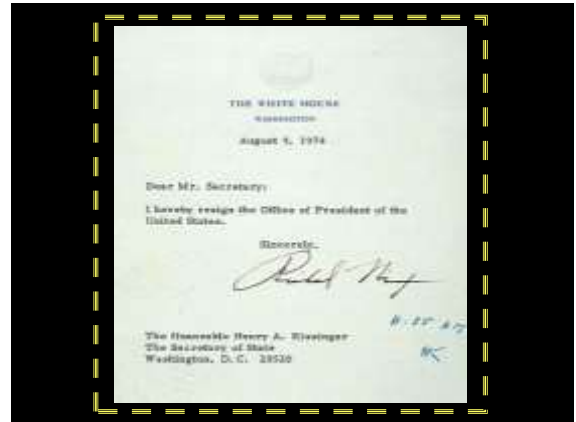 THE WHITE HOUSE
WASHINGTON
August 9, 1974
Dear Mr. Secretary:
I hereby resign the Office of President of the
United States.
Sincerely,
The Honorable Henry A. Kissinger
The Secretary of State
Washington, D. C. 20520
11.35 AM
HK